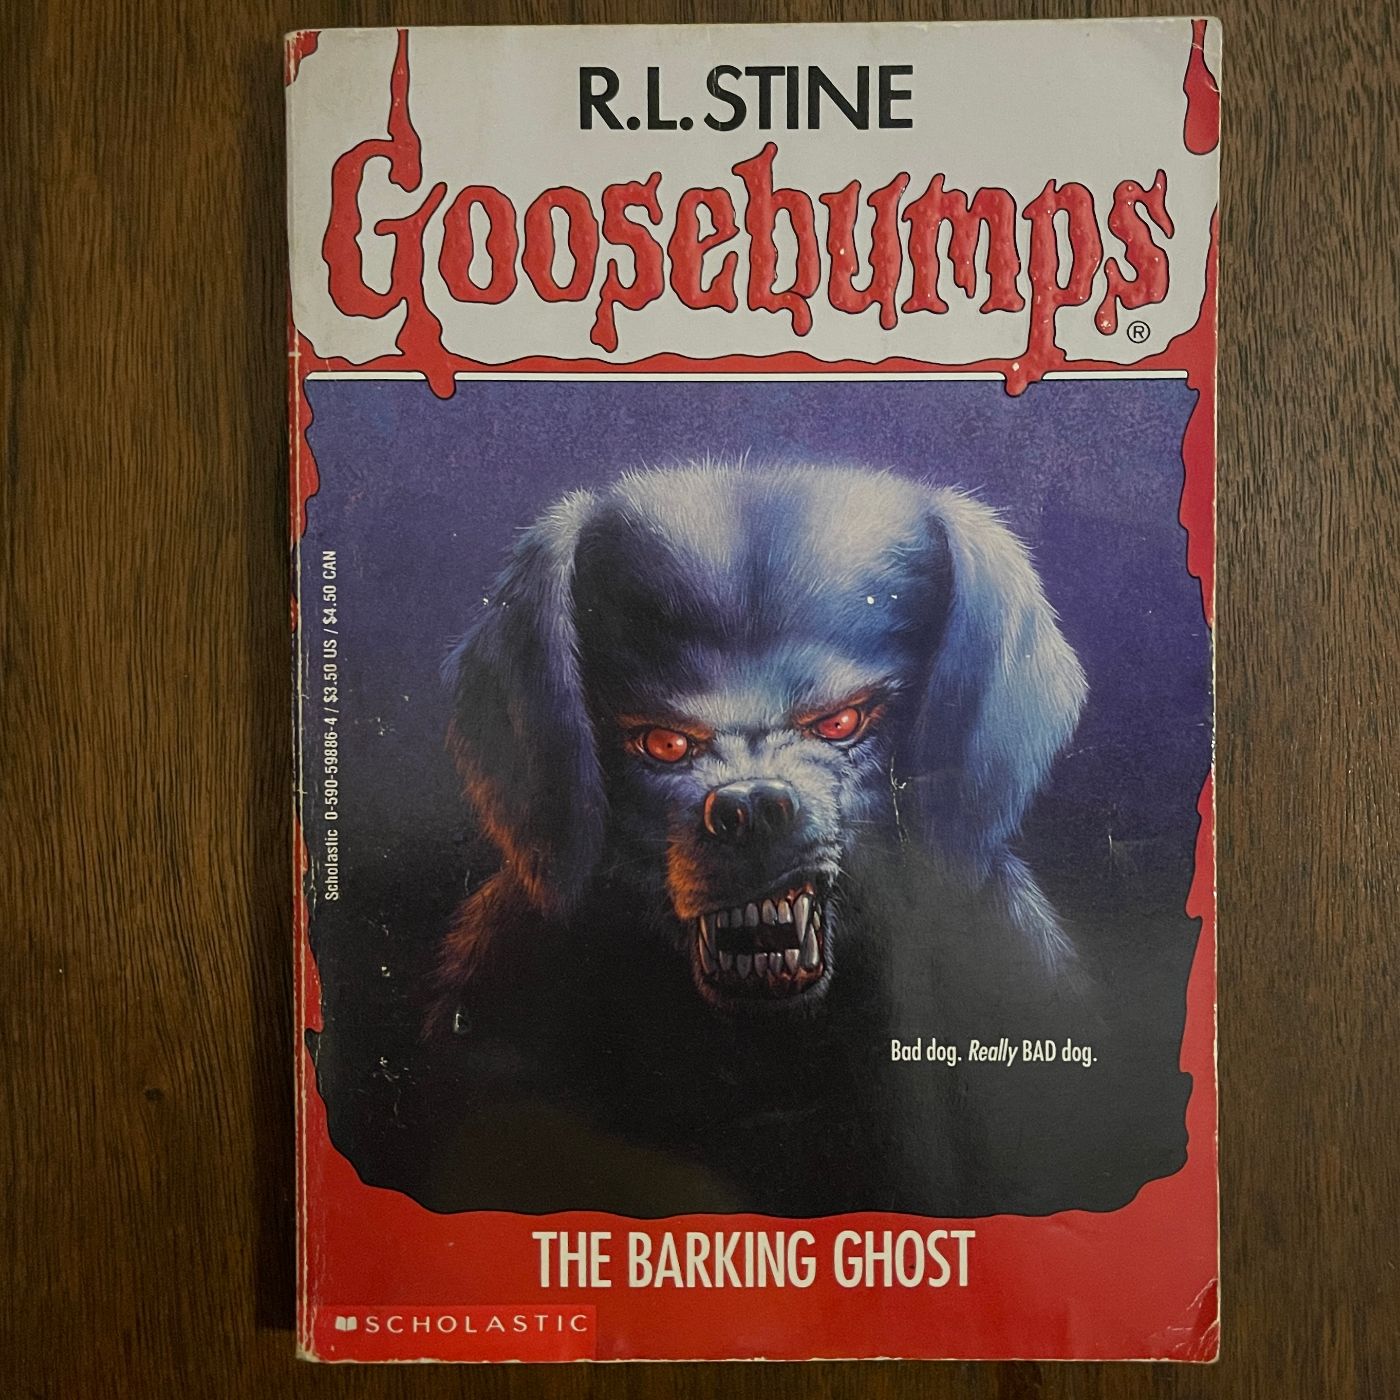 R.L. STINE
Goosebumps®
Scholastic 0-590-59886-4 / $3.50 US / $4.50 CAN
Bad dog. Really BAD dog.
THE BARKING GHOST
SCHOLASTIC